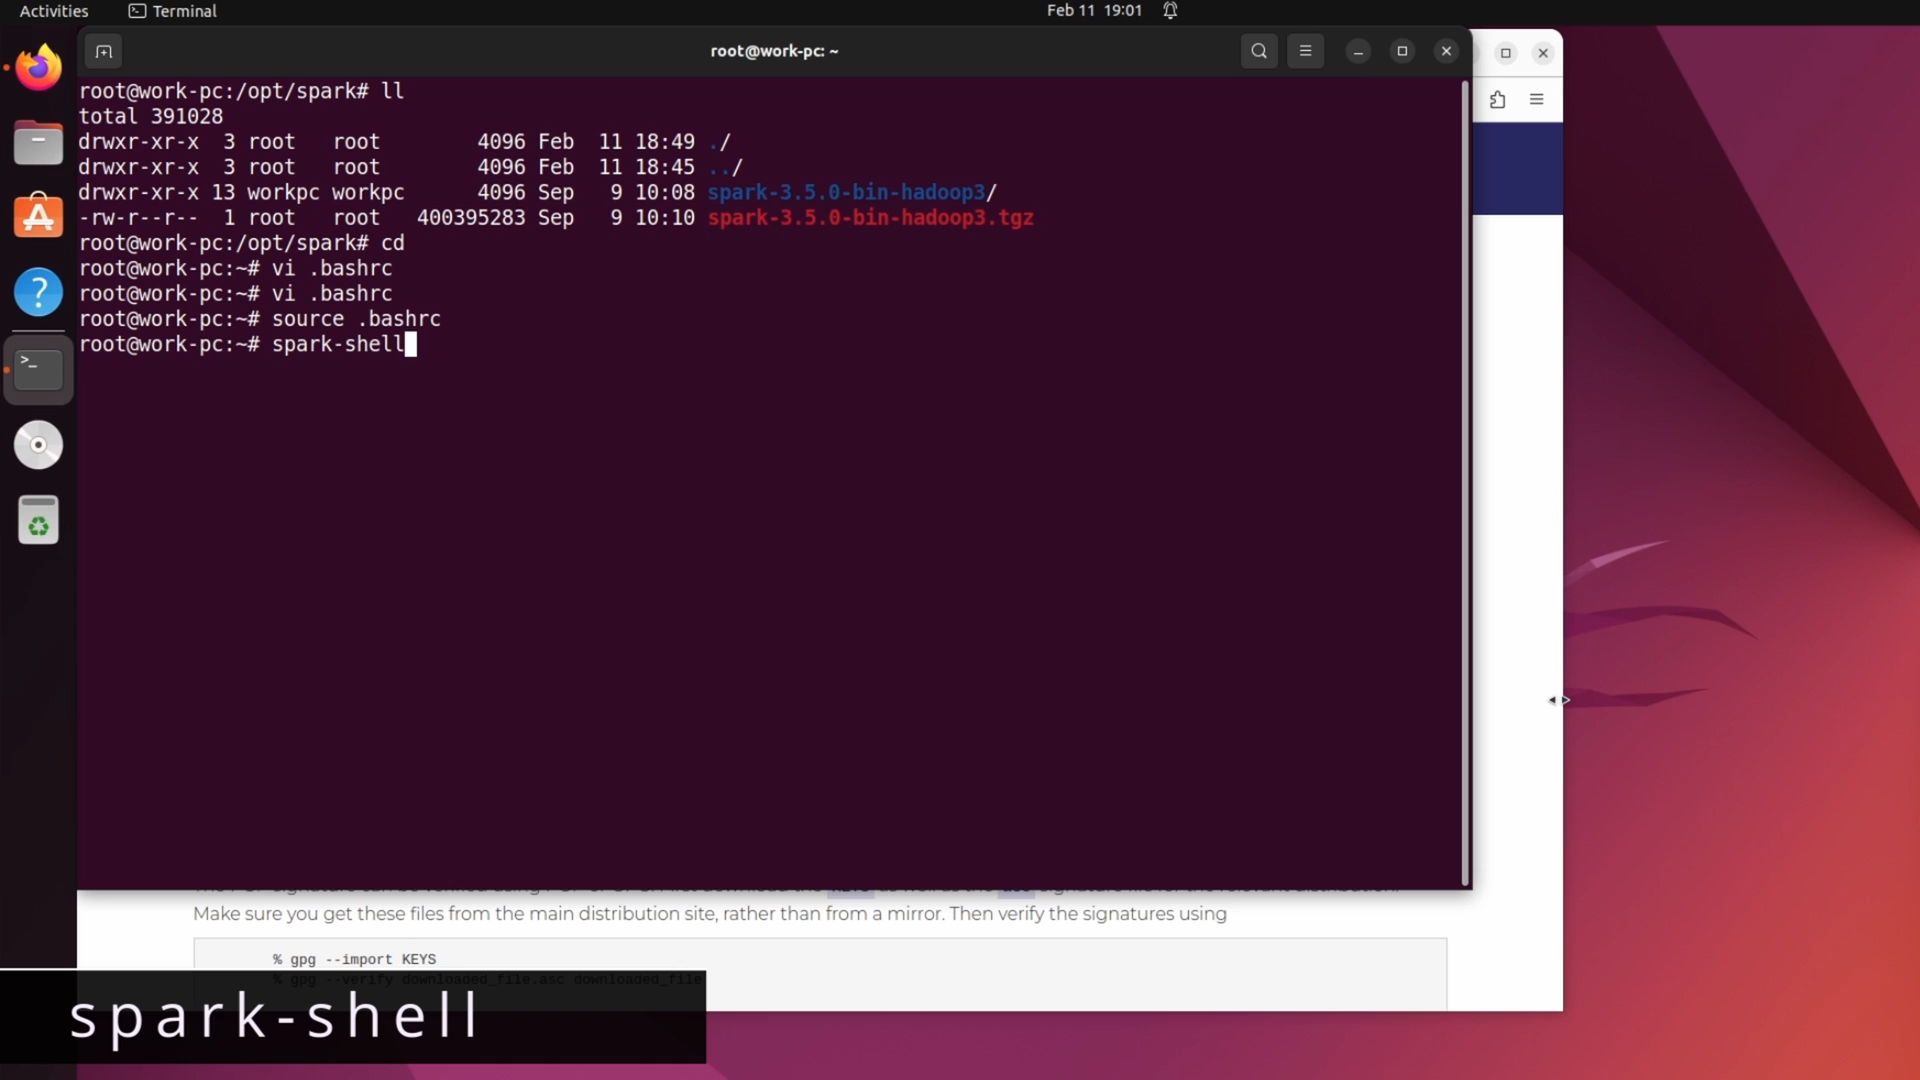 Activities
Terminal
Feb 11 19:01
root@work-pc: ~
root@work-pc:/opt/spark# ll
total 391028
drwxr-xr-x 3 root root 4096 Feb 11 18:49 ./
drwxr-xr-x 3 root root 4096 Feb 11 18:45 ../
drwxr-xr-x 13 workpc workpc 4096 Sep 9 10:08 spark-3.5.0-bin-hadoop3/
-rw-r--r-- 1 root root 400395283 Sep 9 10:10 spark-3.5.0-bin-hadoop3.tgz
root@work-pc:/opt/spark# cd
root@work-pc:~# vi .bashrc
root@work-pc:~# vi .bashrc
root@work-pc:~# source .bashrc
root@work-pc:~# spark-shell
Make sure you get these files from the main distribution site, rather than from a mirror. Then verify the signatures using
% gpg --import KEYS
% gpg --verify downloaded_file.asc downloaded_file
spark-shell